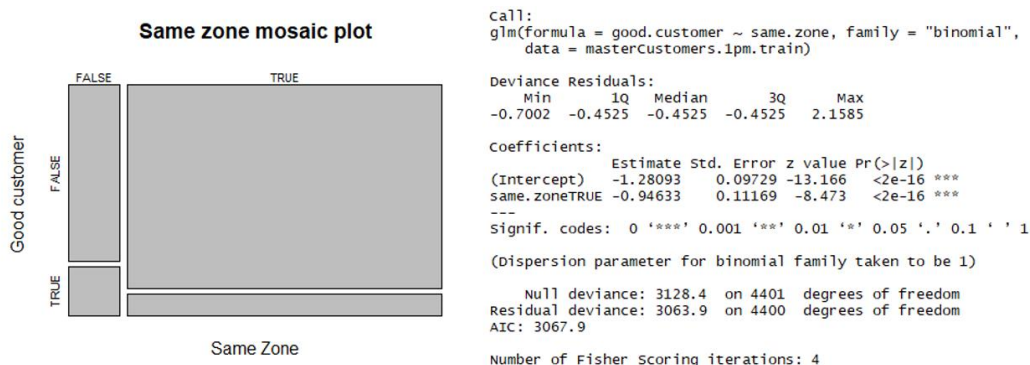 Same zone mosaic plot
FALSE TRUE
Good customer
FALSE
TRUE
Same Zone
Call:
glm(formula = good.customer ~ same.zone, family = "binomial",
data = masterCustomers.1pm.train)
Deviance Residuals:
Min 1Q Median 3Q Max
-0.7002 -0.4525 -0.4525 -0.4525 2.1585
Coefficients:
Estimate Std. Error z value Pr(>|z|)
(Intercept) -1.28093 0.09729 -13.166 <2e-16 ***
same.zoneTRUE -0.94633 0.11169 -8.473 <2e-16 ***
---
Signif. codes: 0 ‘***’ 0.001 ‘**’ 0.01 ‘*’ 0.05 ‘.’ 0.1 ‘ ’ 1
(Dispersion parameter for binomial family taken to be 1)
Null deviance: 3128.4 on 4401 degrees of freedom
Residual deviance: 3063.9 on 4400 degrees of freedom
AIC: 3067.9
Number of Fisher Scoring iterations: 4